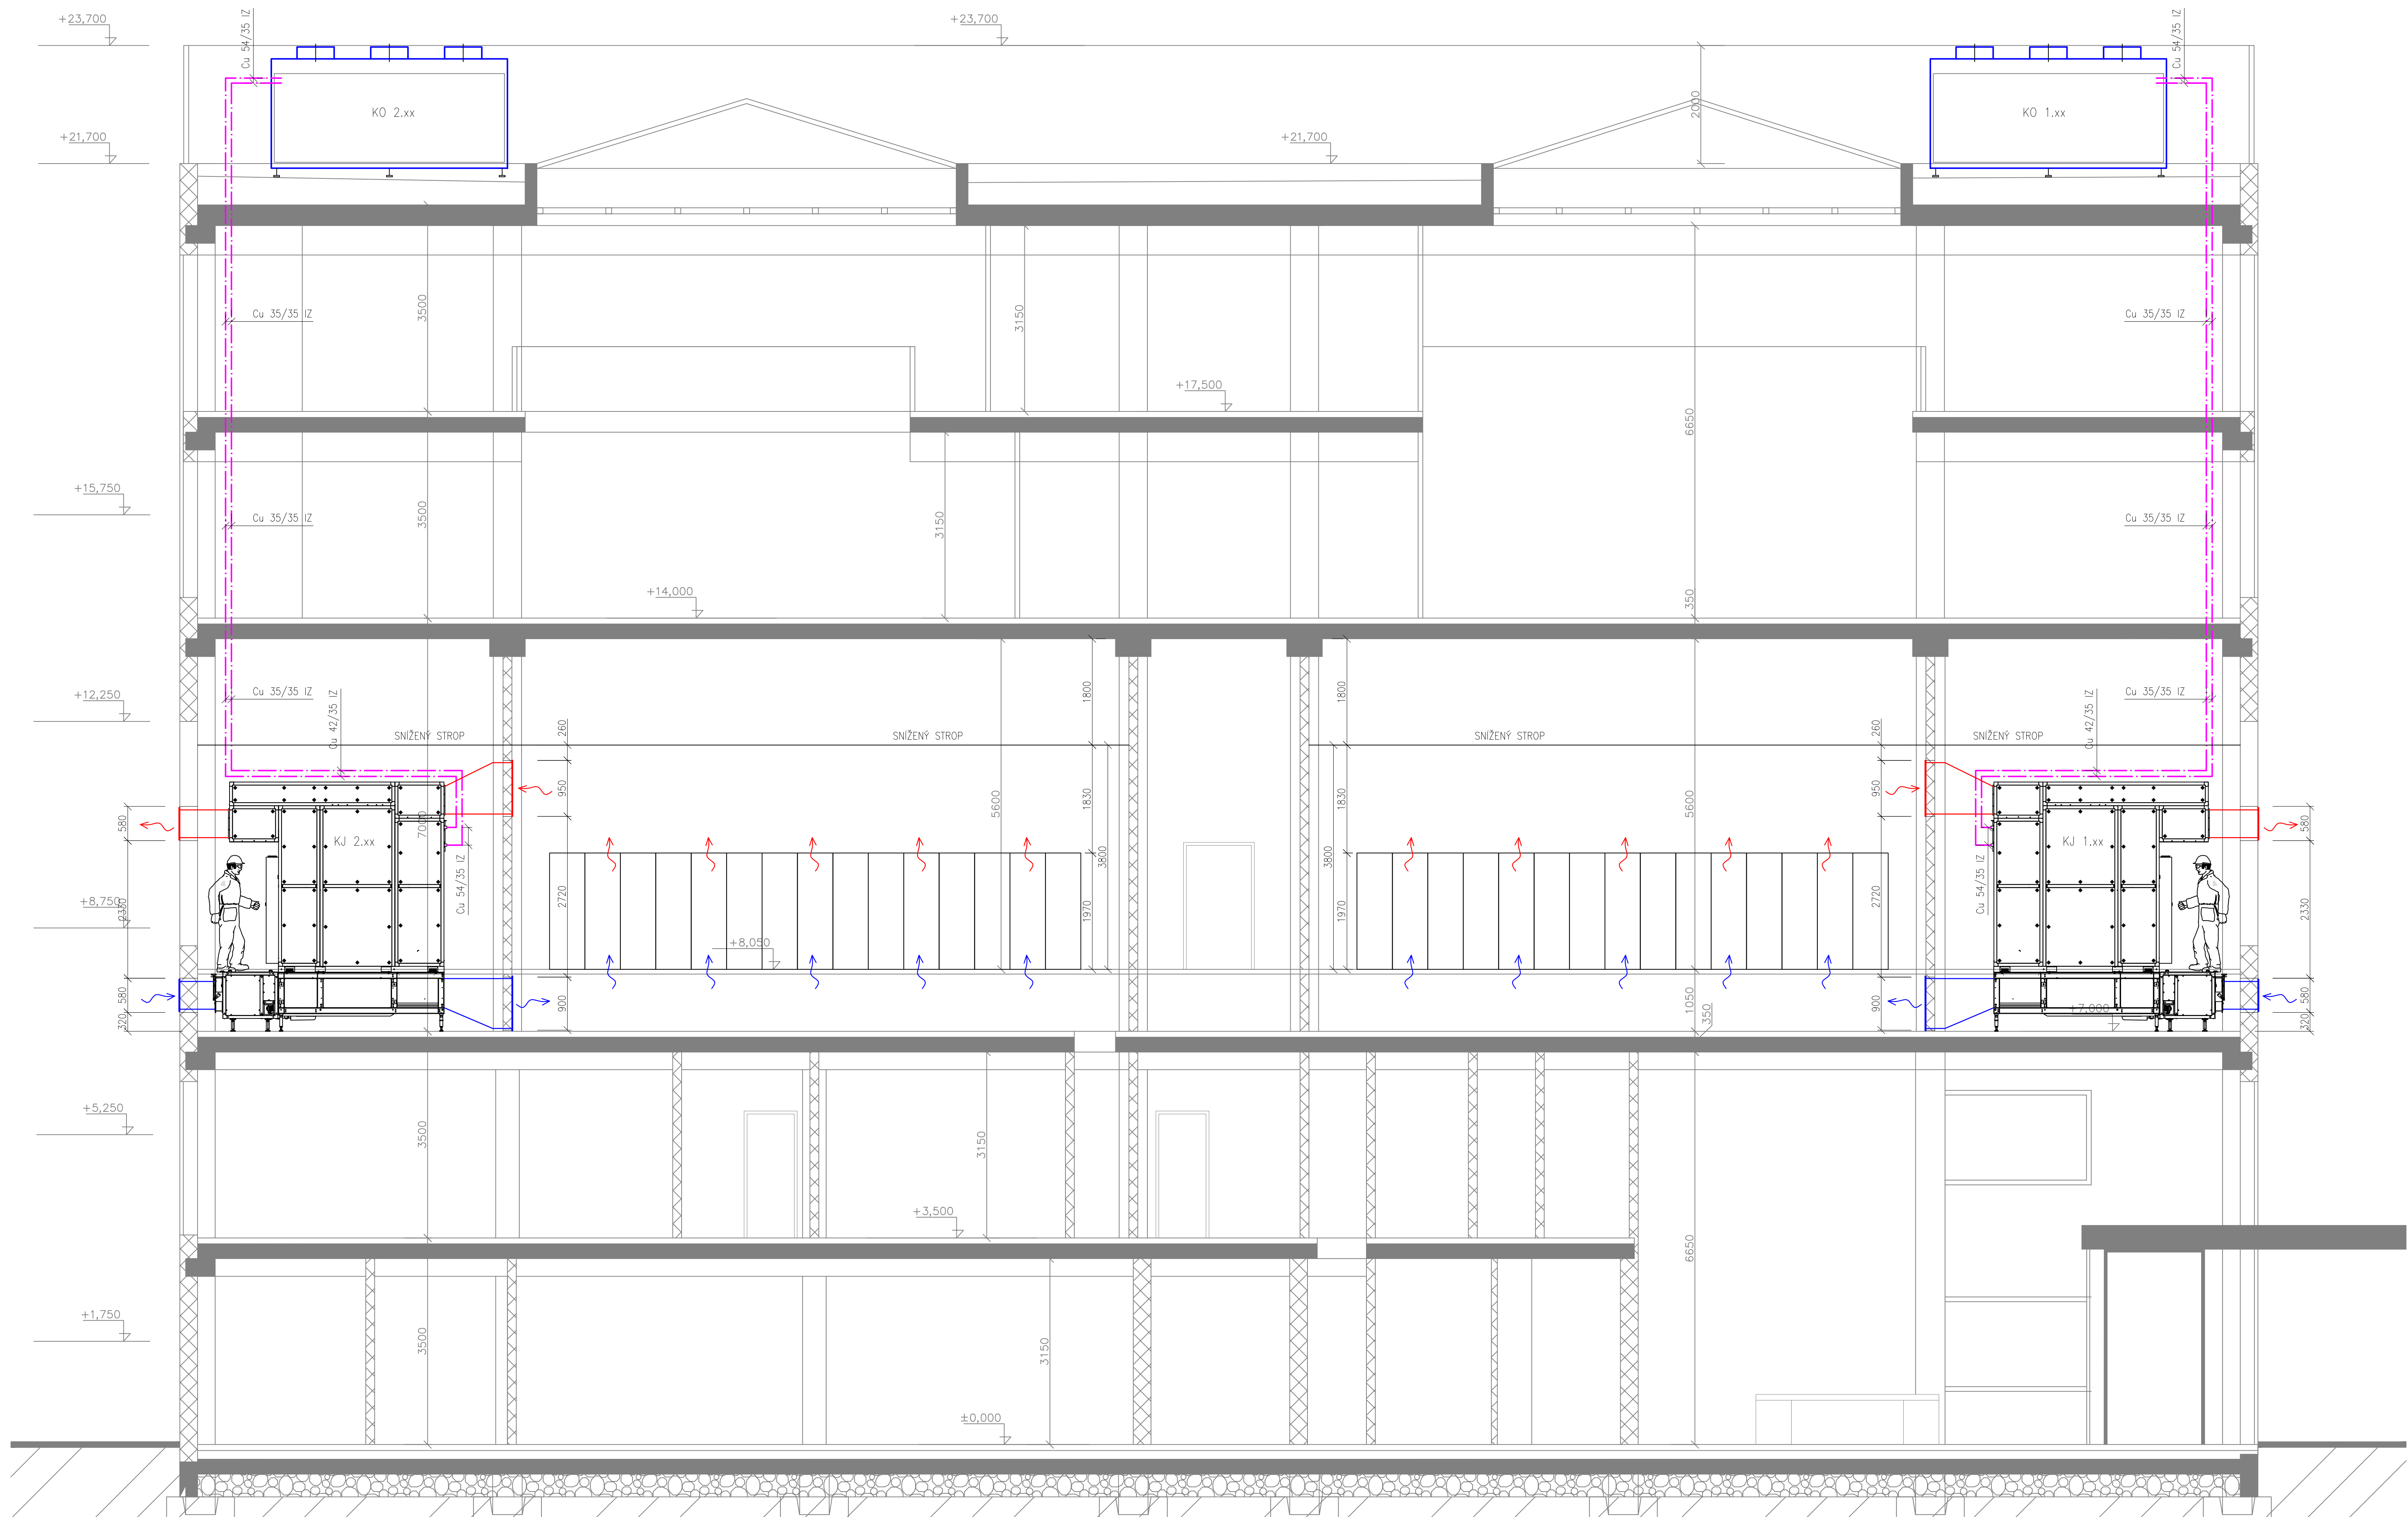 +23,700
Cu 54/35 IZ
+23,700
Cu 54/35 IZ
KO 2.xx
2000
KO 1.xx
+21,700
+21,700
3500
3150
Cu 35/35 IZ
Cu 35/35 IZ
+17,500
6650
+15,750
Cu 35/35 IZ
3500
3150
Cu 35/35 IZ
+14,000
350
+12,250
Cu 35/35 IZ
Cu 42/35 IZ
1800
1800
Cu 35/35 IZ
Cu 42/35 IZ
SNÍŽENÝ STROP
260
SNÍŽENÝ STROP
SNÍŽENÝ STROP
260
SNÍŽENÝ STROP
580
7000
950
5600
1830
1830
5600
950
580
KJ 2.xx
KJ 1.xx
3800
3800
+8,750
2330
Cu 54/35 IZ
2720
1970
1970
2720
Cu 54/35 IZ
2330
+8,050
580
900
1050
900
580
320
350
+7,000
320
+5,250
3500
3150
+3,500
6650
+1,750
3500
3150
±0,000